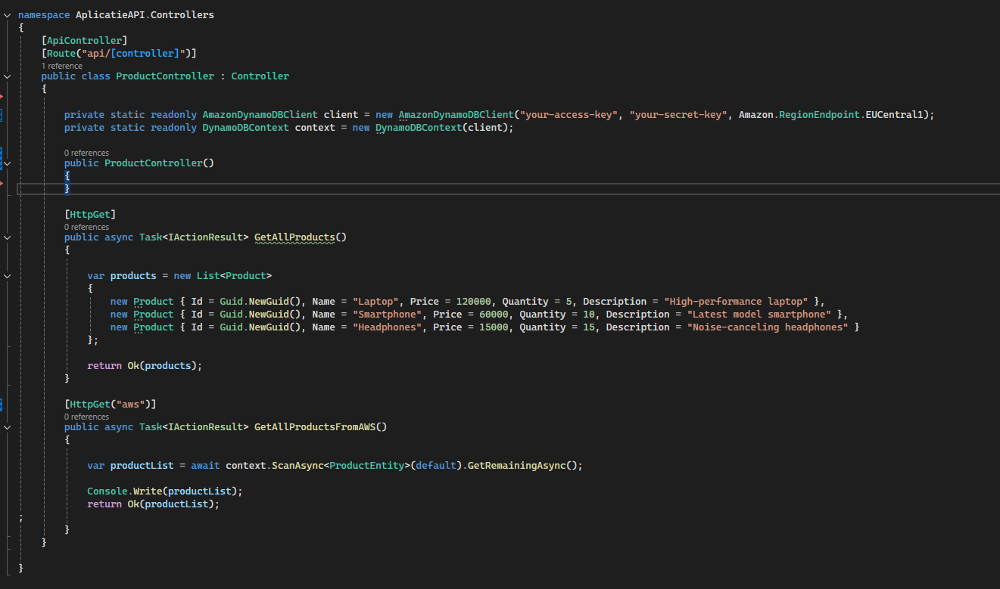 namespace AplicatieAPI.Controllers
{
[ApiController]
[Route("api/[controller]")]
1 reference
public class ProductController : Controller
{
private static readonly AmazonDynamoDBClient client = new AmazonDynamoDBClient("your-access-key", "your-secret-key", Amazon.RegionEndpoint.EUCentral1);
private static readonly DynamoDBContext context = new DynamoDBContext(client);
0 references
public ProductController()
{
}
[HttpGet]
0 references
public async Task<IActionResult> GetAllProducts()
{
var products = new List<Product>
{
new Product { Id = Guid.NewGuid(), Name = "Laptop", Price = 120000, Quantity = 5, Description = "High-performance laptop" },
new Product { Id = Guid.NewGuid(), Name = "Smartphone", Price = 60000, Quantity = 10, Description = "Latest model smartphone" },
new Product { Id = Guid.NewGuid(), Name = "Headphones", Price = 15000, Quantity = 15, Description = "Noise-canceling headphones" }
};
return Ok(products);
}
[HttpGet("aws")]
0 references
public async Task<IActionResult> GetAllProductsFromAWS()
{
var productList = await context.ScanAsync<ProductEntity>(default).GetRemainingAsync();
Console.Write(productList);
return Ok(productList);
;
}
}
}